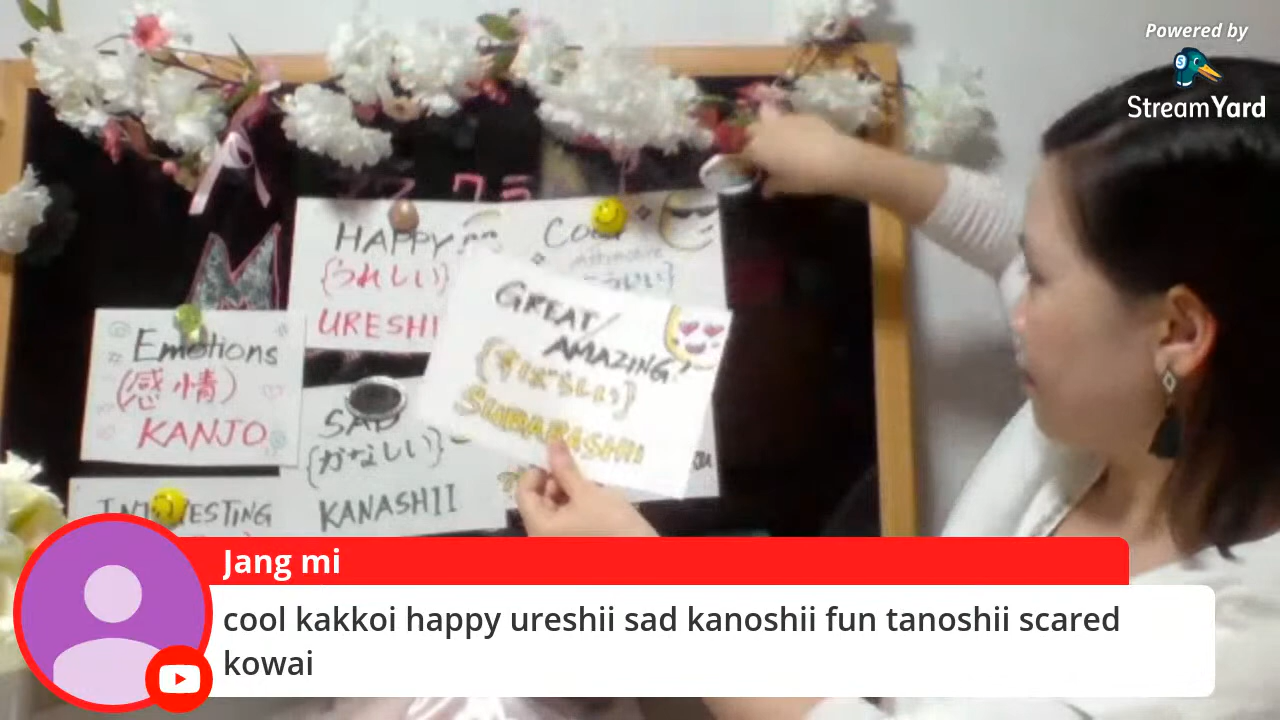 Powered by
StreamYard
HAPPY
{うれしい}
URESHI
GREAT/
AMAZING!
{すばらしい}
SUBARASHII
Emotions
(感情)
KANJO
SAD
{かなしい}
KANASHII
INTERESTING
Jang mi
cool kakkoi happy ureshii sad kanoshii fun tanoshii scared
kowai